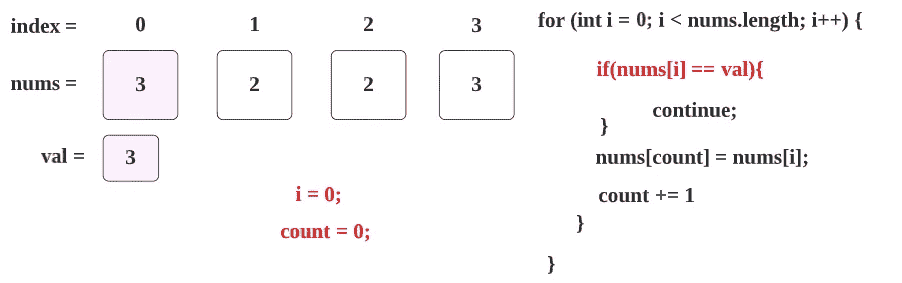 index = 0 1 2 3
nums = 3 2 2 3
val = 3
i = 0;
count = 0;
for (int i = 0; i < nums.length; i++) {
if(nums[i] == val){
continue;
}
nums[count] = nums[i];
count += 1
}
}